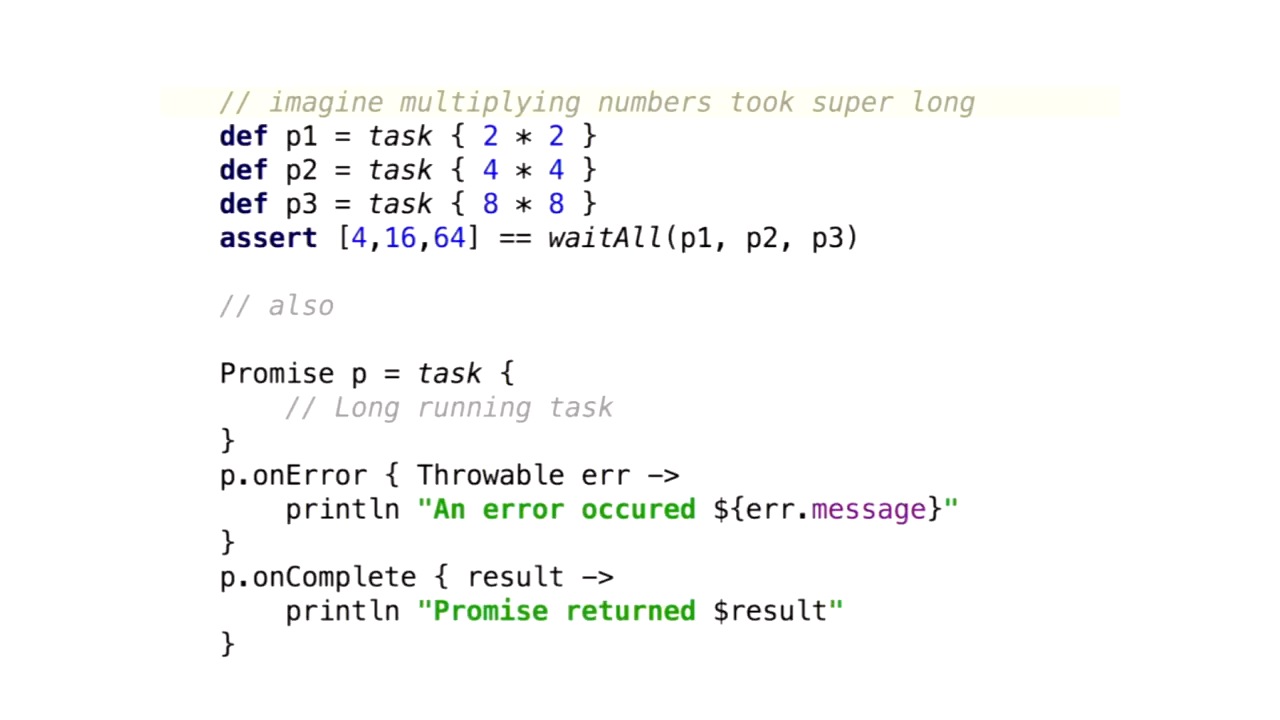 // imagine multiplying numbers took super long
def p1 = task { 2 * 2 }
def p2 = task { 4 * 4 }
def p3 = task { 8 * 8 }
assert [4,16,64] == waitAll(p1, p2, p3)
// also
Promise p = task {
// Long running task
}
p.onError { Throwable err ->
println "An error occured ${err.message}"
}
p.onComplete { result ->
println "Promise returned $result"
}